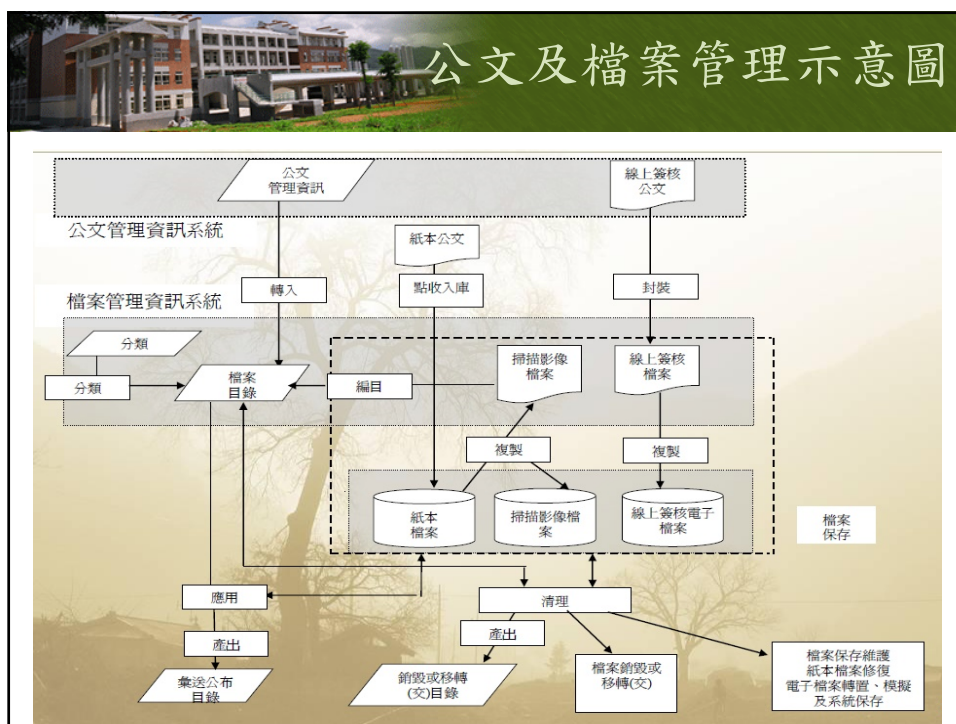 公文及檔案管理示意圖
公文
管理資訊
線上簽核
公文
公文管理資訊系統
紙本公文
轉入
點收入庫
封裝
檔案管理資訊系統
分類
掃描影像
檔案
線上簽核
檔案
分類
檔案
目錄
編目
複製
複製
紙本
檔案
掃描影像檔
案
線上簽核電子
檔案
檔案
保存
應用
清理
產出
產出
彙送公布
目錄
銷毀或移轉
(交)目錄
檔案銷毀或
移轉(交)
檔案保存維護
紙本檔案修復
電子檔案轉置、模擬
及系統保存